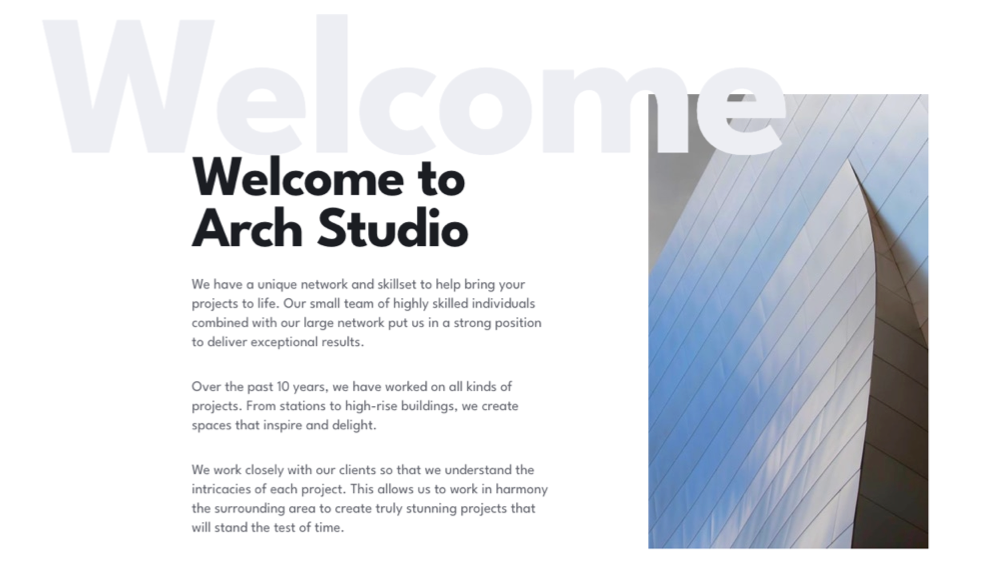 Welcome
Welcome to
Arch Studio
We have a unique network and skillset to help bring your
projects to life. Our small team of highly skilled individuals
combined with our large network put us in a strong position
to deliver exceptional results.
Over the past 10 years, we have worked on all kinds of
projects. From stations to high-rise buildings, we create
spaces that inspire and delight.
We work closely with our clients so that we understand the
intricacies of each project. This allows us to work in harmony
the surrounding area to create truly stunning projects that
will stand the test of time.